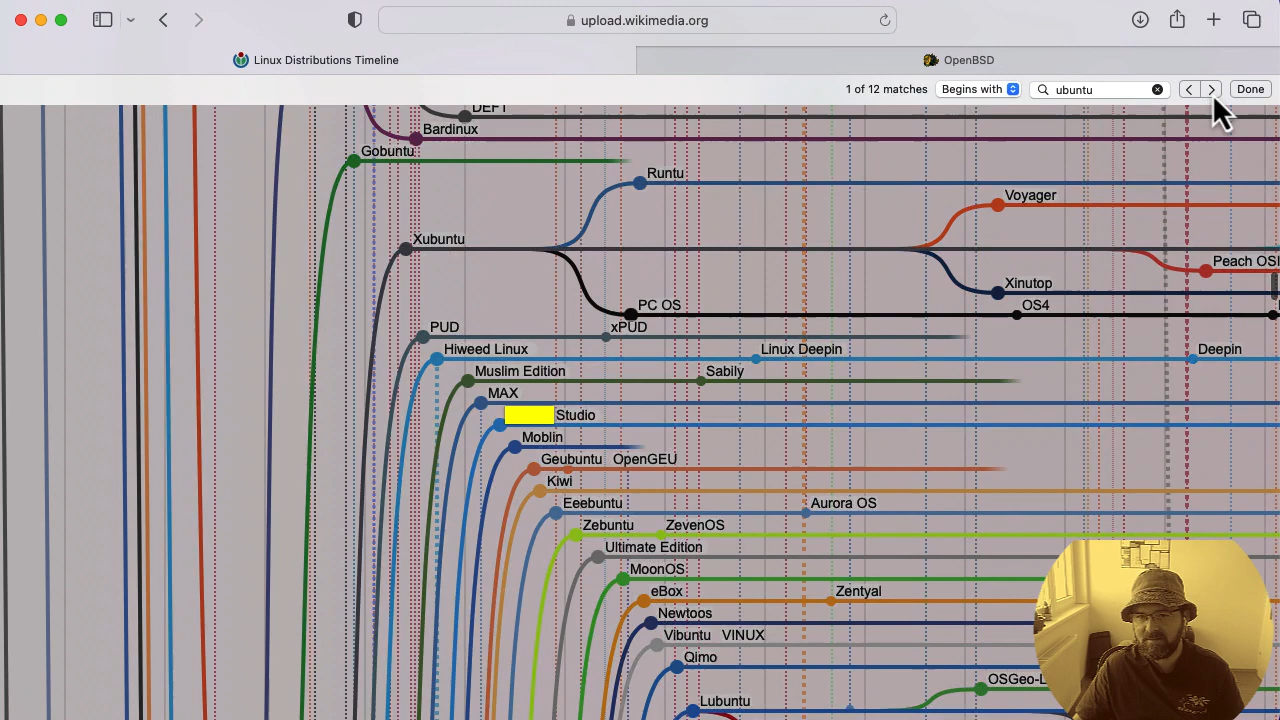 upload.wikimedia.org
Linux Distributions Timeline
OpenBSD
1 of 12 matches
Begins with
ubuntu
Done
DEFT
Bardinux
Gobuntu
Runtu
Voyager
Xubuntu
Peach OSI
Xinutop
PC OS
OS4
PUD
xPUD
Hiweed Linux
Linux Deepin
Deepin
Muslim Edition
Sabily
MAX
Studio
Moblin
Geubuntu OpenGEU
Kiwi
Eeebuntu
Aurora OS
Zebuntu
ZevenOS
Ultimate Edition
MoonOS
eBox
Zentyal
Newtoos
Vibuntu VINUX
Qimo
OSGeo-L
Lubuntu